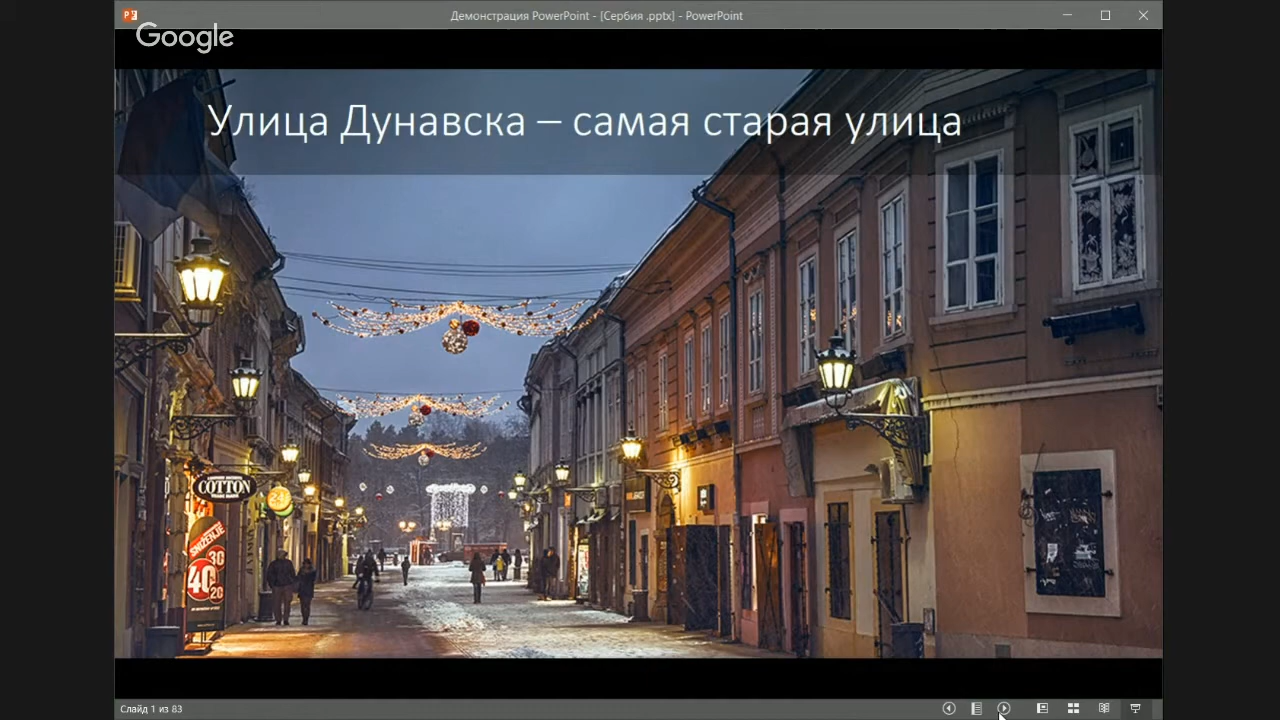 Демонстрация PowerPoint - [Сербия .pptx] - PowerPoint
Google
Улица Дунавска – самая старая улица
COTTON
24
SNIŽENJE
30
40
20
Слайд 1 из 83